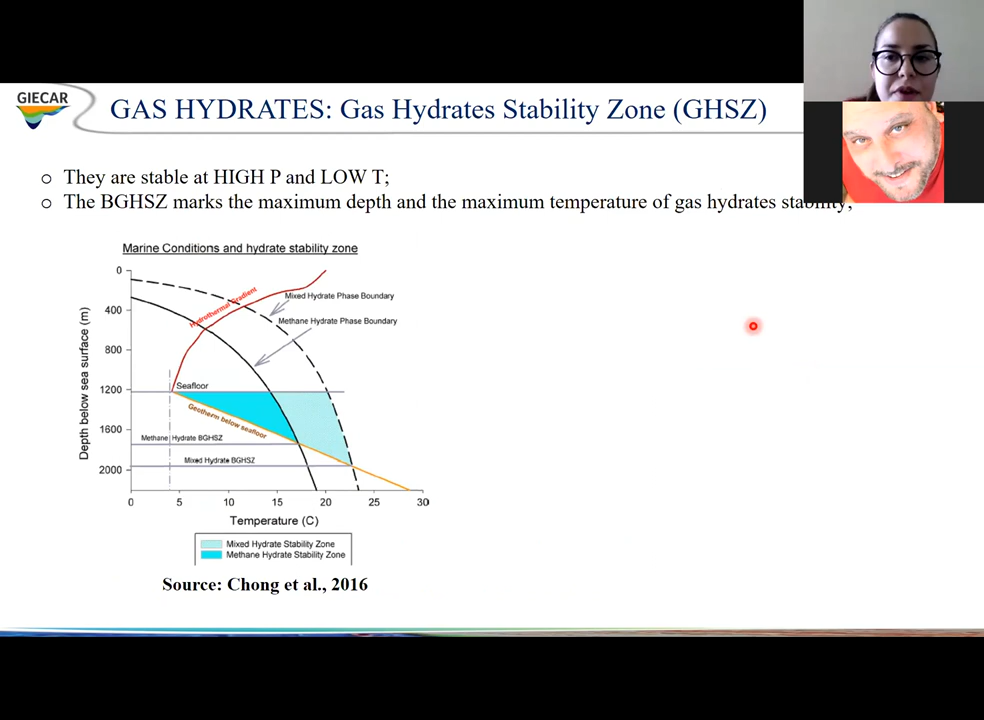 GIECAR
GAS HYDRATES: Gas Hydrates Stability Zone (GHSZ)
o They are stable at HIGH P and LOW T;
o The BGHSZ marks the maximum depth and the maximum temperature of gas hydrates stability;
Marine Conditions and hydrate stability zone
0
400
800
1200
1600
2000
Depth below sea surface (m)
Hydrothermal Gradient
Mixed Hydrate Phase Boundary
Methane Hydrate Phase Boundary
Seafloor
Geotherm below seafloor
Methane Hydrate BGHSZ
Mixed Hydrate BGHSZ
0 5 10 15 20 25 30
Temperature (C)
Mixed Hydrate Stability Zone
Methane Hydrate Stability Zone
Source: Chong et al., 2016